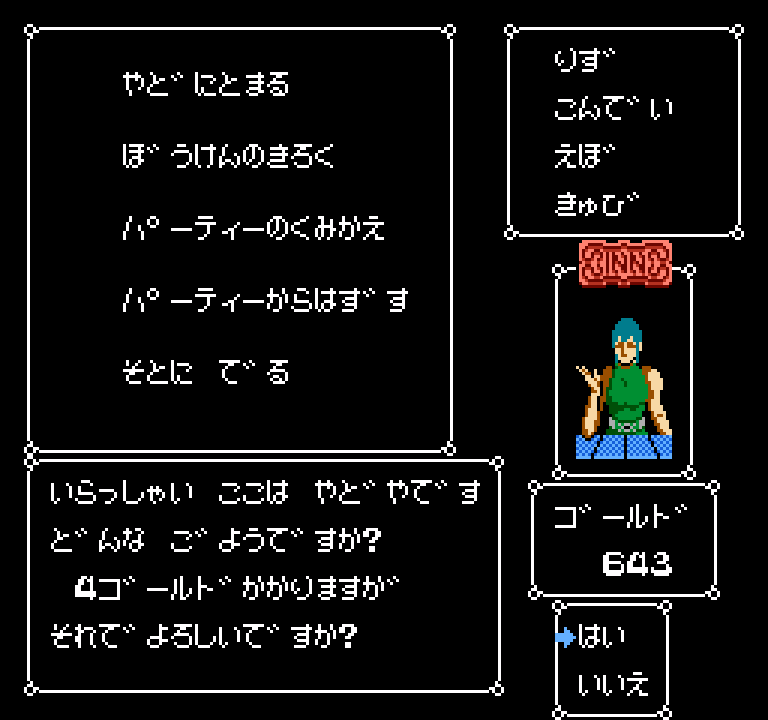 やどにとまる
ぼうけんのきろく
パーティーのくみかえ
パーティーからはずす
そとに でる
りず
こんでい
えぼ
きゅび
INN
ゴールド
643
いらっしゃい ここは やどやです
どんな ごようですか?
4ゴールドかかりますが
それでよろしいですか?
はい
いいえ